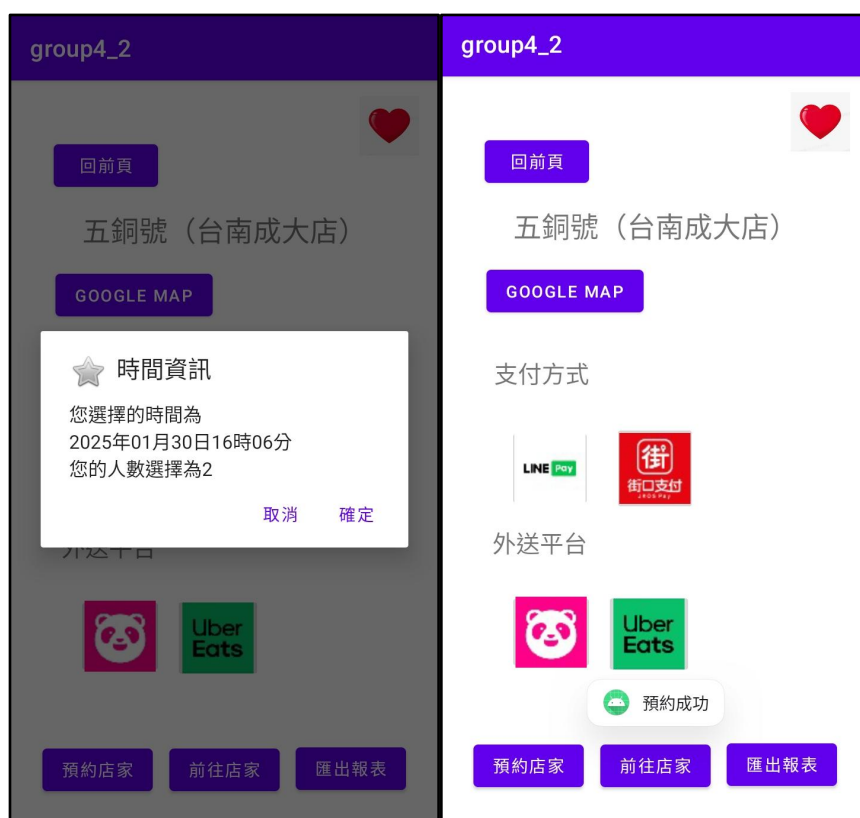 group4_2
回前頁
五銅號（台南成大店）
GOOGLE MAP
時間資訊
您選擇的時間為
2025年01月30日16時06分
您的人數選擇為2
取消 確定
外送平台
Uber
Eats
預約店家 前往店家 匯出報表
group4_2
回前頁
五銅號（台南成大店）
GOOGLE MAP
支付方式
LINE Pay
街
街口支付
JKOS Pay
外送平台
Uber
Eats
預約成功
預約店家 前往店家 匯出報表